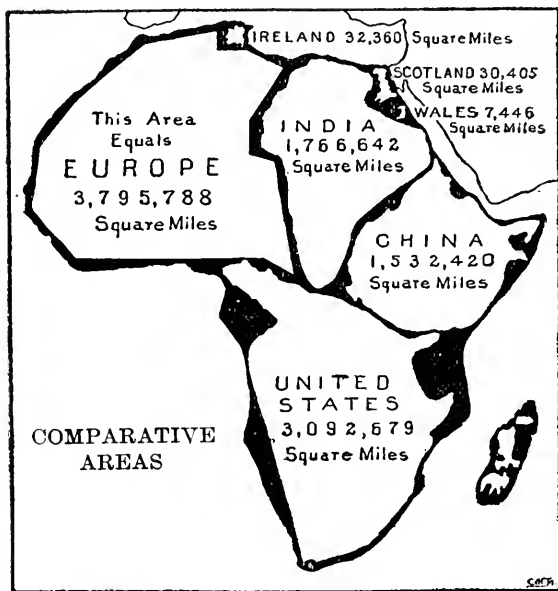 IRELAND 32,360 Square Miles
SCOTLAND 30,405
Square Miles
WALES 7,446
Square Miles
This Area
Equals
EUROPE
3,795,788
Square Miles
INDIA
1,766,642
Square Miles
CHINA
1,532,420
Square Miles
UNITED
STATES
3,092,679
Square Miles
COMPARATIVE
AREAS